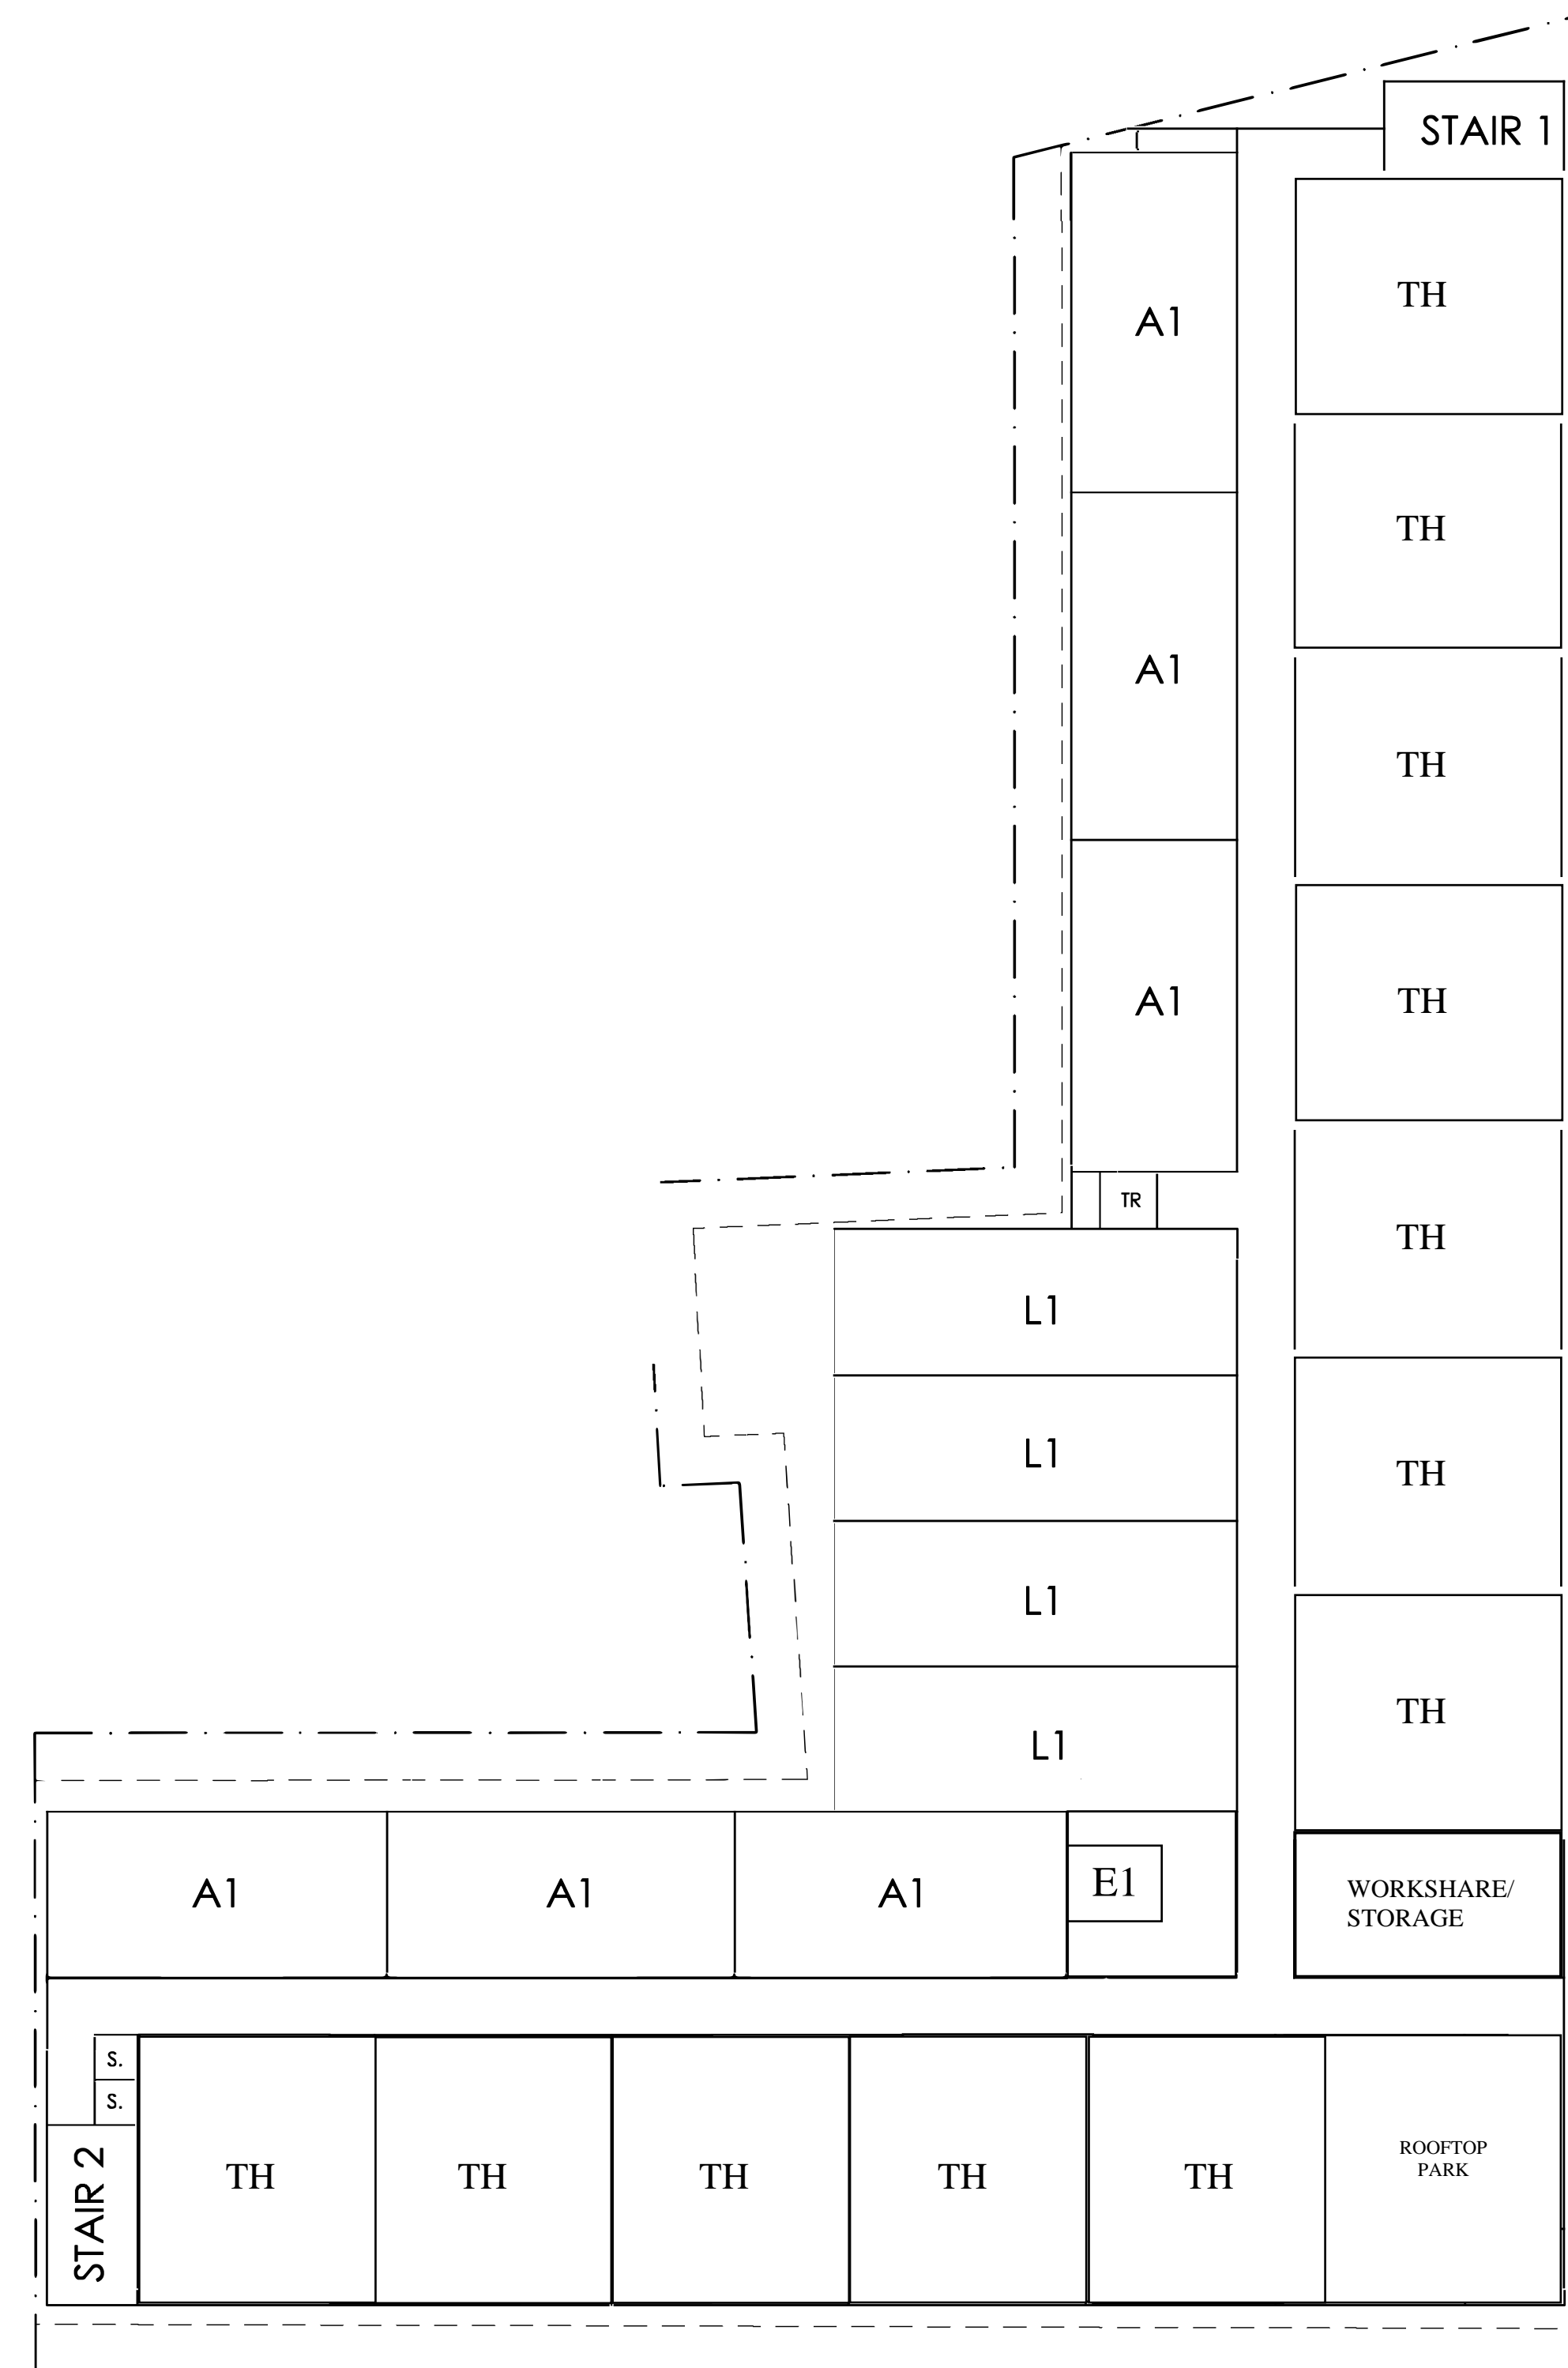 STAIR 1
TH
A1
TH
A1
TH
A1
TH
TR
TH
L1
L1
TH
L1
TH
L1
A1
A1
A1
E1
WORKSHARE/
STORAGE
S.
S.
STAIR 2
TH
TH
TH
TH
TH
ROOFTOP
PARK